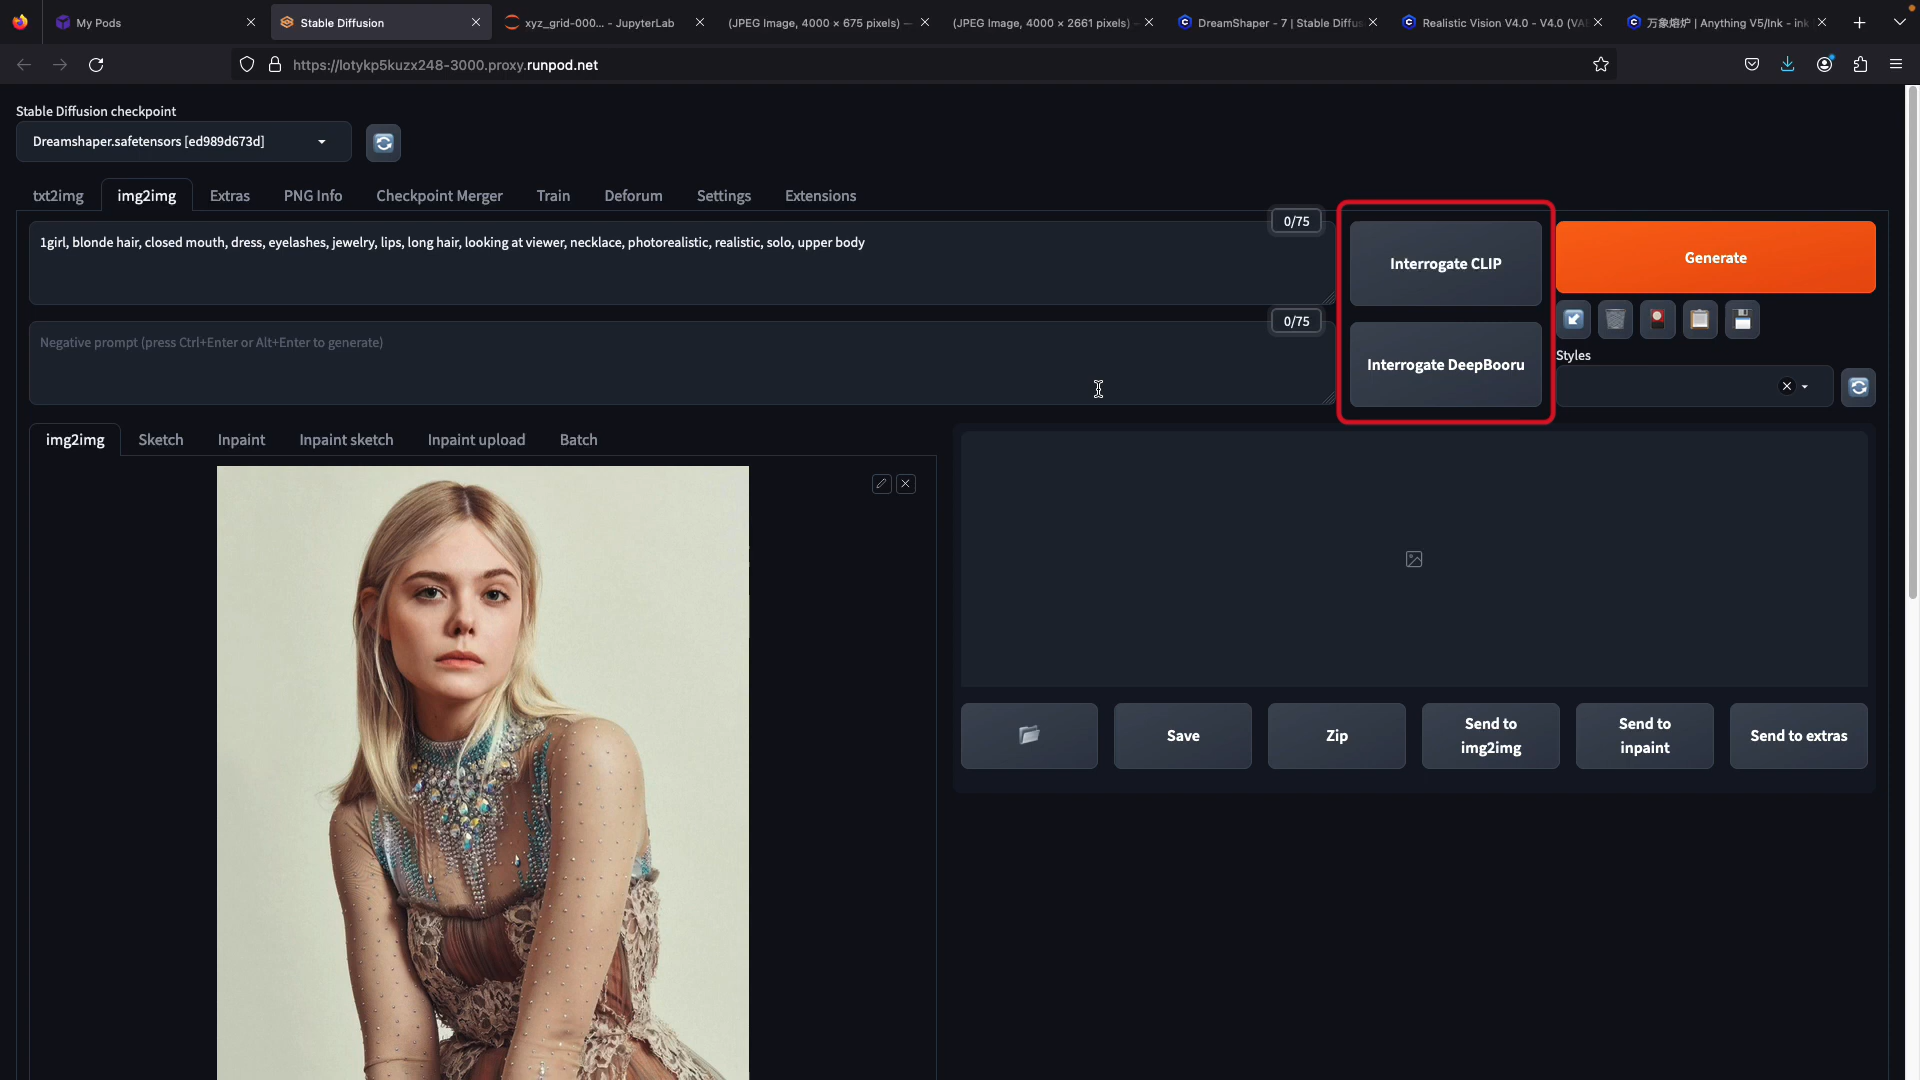 My Pods
Stable Diffusion
xyz_grid-000... - JupyterLab
(JPEG Image, 4000 × 675 pixels) —
(JPEG Image, 4000 × 2661 pixels) -
DreamShaper - 7 | Stable Diffus
Realistic Vision V4.0 - V4.0 (VA
万象熔炉 | Anything V5/Ink - ink
https://lotykp5kuzx248-3000.proxy.runpod.net
Stable Diffusion checkpoint
Dreamshaper.safetensors [ed989d673d]
txt2img
img2img
Extras
PNG Info
Checkpoint Merger
Train
Deforum
Settings
Extensions
0/75
1girl, blonde hair, closed mouth, dress, eyelashes, jewelry, lips, long hair, looking at viewer, necklace, photorealistic, realistic, solo, upper body
Interrogate CLIP
Generate
0/75
Negative prompt (press Ctrl+Enter or Alt+Enter to generate)
Interrogate DeepBooru
Styles
img2img
Sketch
Inpaint
Inpaint sketch
Inpaint upload
Batch
Save
Zip
Send to
img2img
Send to
inpaint
Send to extras